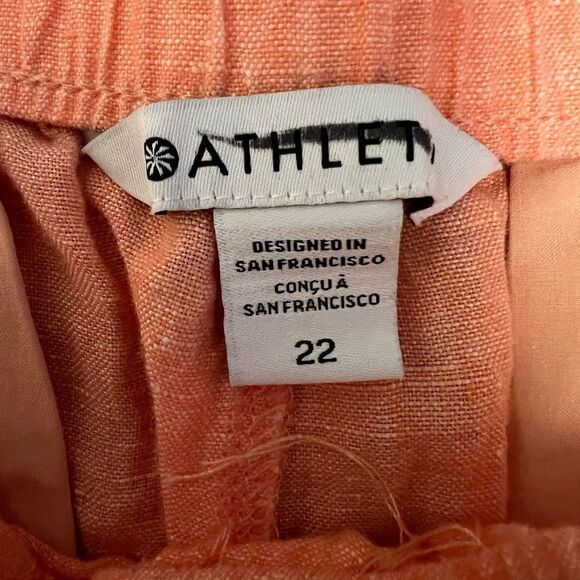 ATHLET
DESIGNED IN
SAN FRANCISCO
CONÇU À
SAN FRANCISCO
22